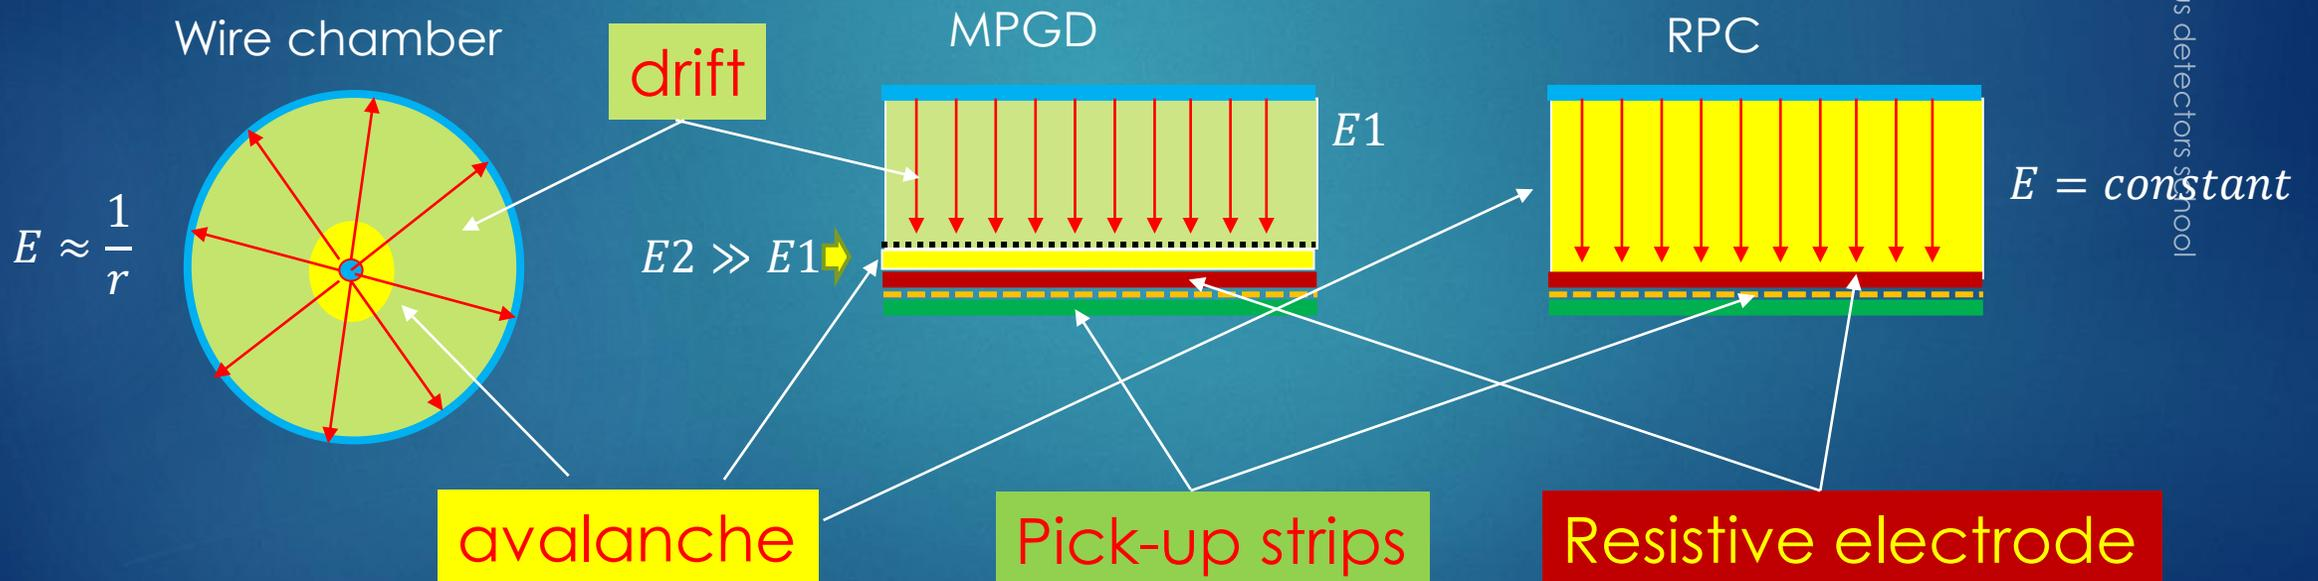 Wire chamber
MPGD
RPC
drift
E1
E = constant
E ≈ 1/r
E2 ≫ E1
detectors school
avalanche
Pick-up strips
Resistive electrode